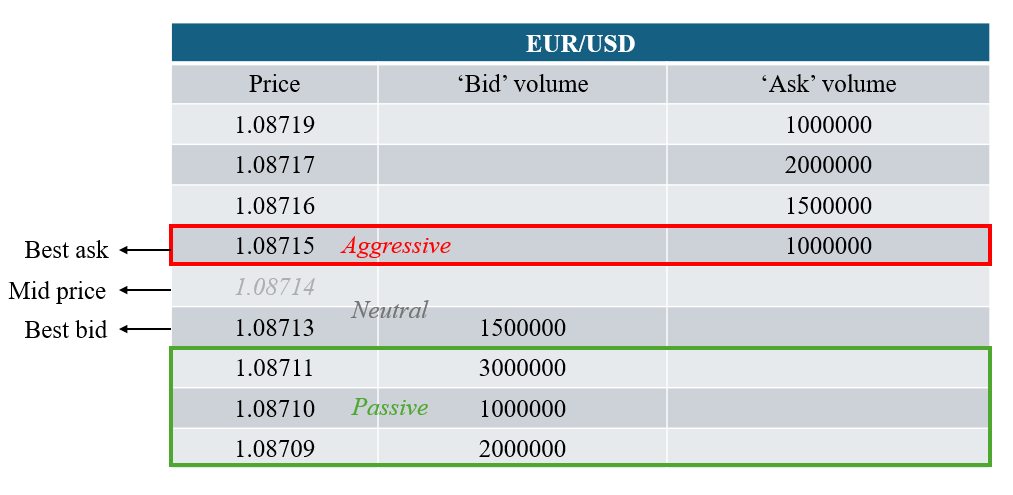 EUR/USD
Price ‘Bid’ volume ‘Ask’ volume
1.08719 1000000
1.08717 2000000
1.08716 1500000
Best ask 1.08715 Aggressive 1000000
Mid price 1.08714
Neutral
Best bid 1.08713 1500000
1.08711 3000000
1.08710 Passive 1000000
1.08709 2000000